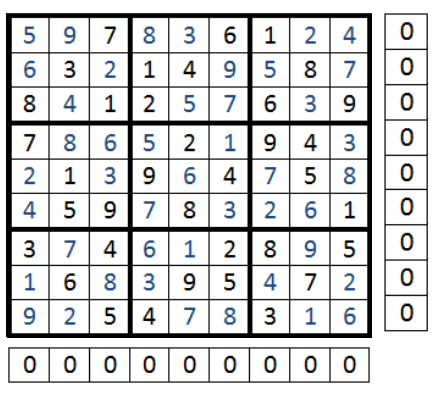 5 9 7 8 3 6 1 2 4 0
6 3 2 1 4 9 5 8 7 0
8 4 1 2 5 7 6 3 9 0
7 8 6 5 2 1 9 4 3 0
2 1 3 9 6 4 7 5 8 0
4 5 9 7 8 3 2 6 1 0
3 7 4 6 1 2 8 9 5 0
1 6 8 3 9 5 4 7 2 0
9 2 5 4 7 8 3 1 6 0
0 0 0 0 0 0 0 0 0